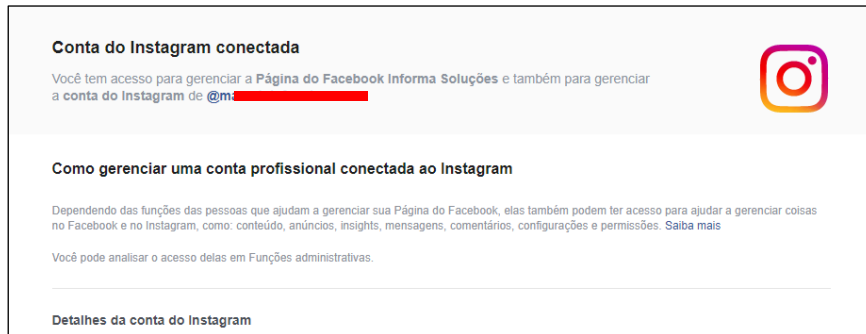 Conta do Instagram conectada
Você tem acesso para gerenciar a Página do Facebook Informa Soluções e também para gerenciar
a conta do Instagram de @ma
Como gerenciar uma conta profissional conectada ao Instagram
Dependendo das funções das pessoas que ajudam a gerenciar sua Página do Facebook, elas também podem ter acesso para ajudar a gerenciar coisas
no Facebook e no Instagram, como: conteúdo, anúncios, insights, mensagens, comentários, configurações e permissões. Saiba mais
Você pode analisar o acesso delas em Funções administrativas.
Detalhes da conta do Instagram